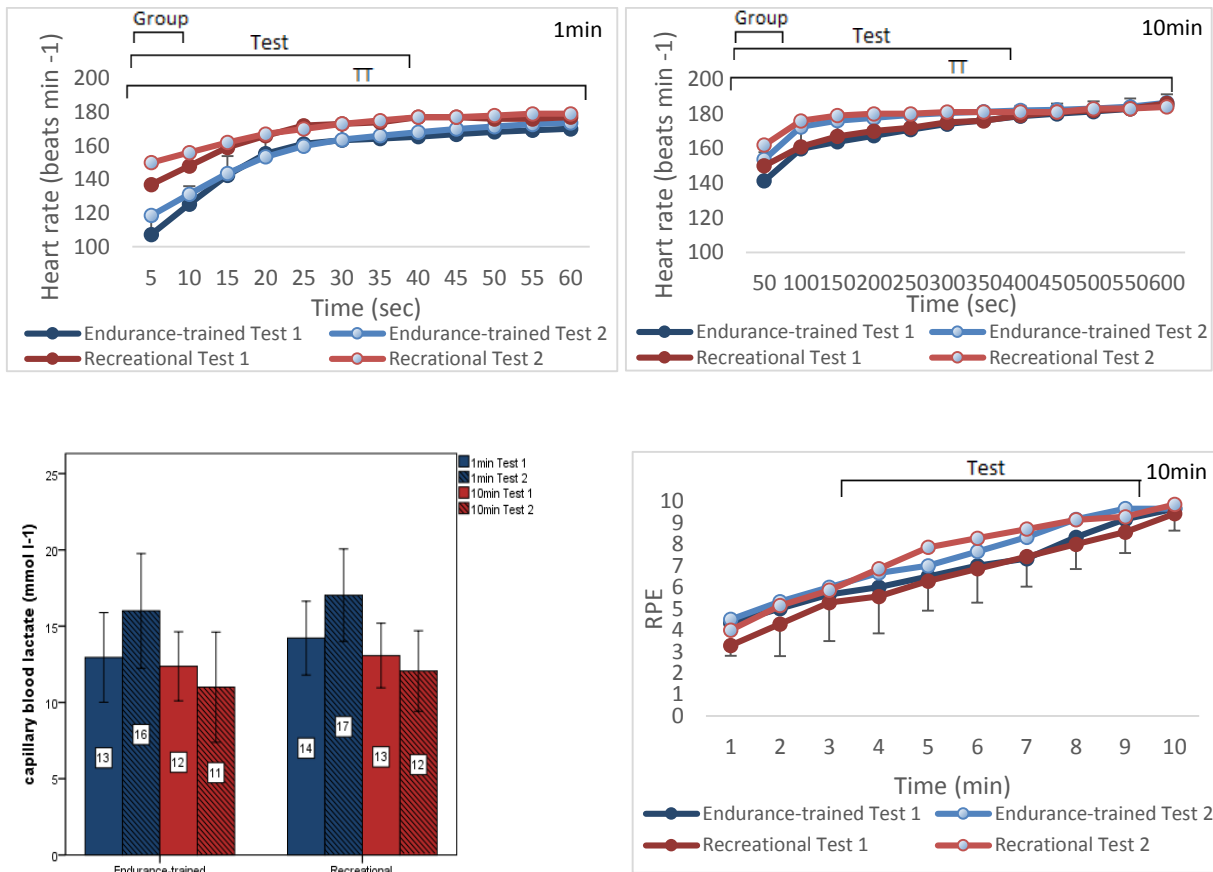 Group
1min
Test
TT
Heart rate (beats min -1)
200
180
160
140
120
100
5 10 15 20 25 30 35 40 45 50 55 60
Time (sec)
Endurance-trained Test 1
Endurance-trained Test 2
Recreational Test 1
Recrational Test 2
Group
10min
Test
TT
Heart rate (beats min -1)
200
180
160
140
120
100
50 100150200250300350400450500550600
Time (sec)
Endurance-trained Test 1
Endurance-trained Test 2
Recreational Test 1
Recreational Test 2
capillary blood lactate (mmol l-1)
25
20
15
10
5
0
13
16
12
11
14
17
13
12
Endurance-trained
Recreational
1min Test 1
1min Test 2
10min Test 1
10min Test 2
Test
10min
RPE
10
9
8
7
6
5
4
3
2
1
0
1 2 3 4 5 6 7 8 9 10
Time (min)
Endurance-trained Test 1
Endurance-trained Test 2
Recreational Test 1
Recrational Test 2